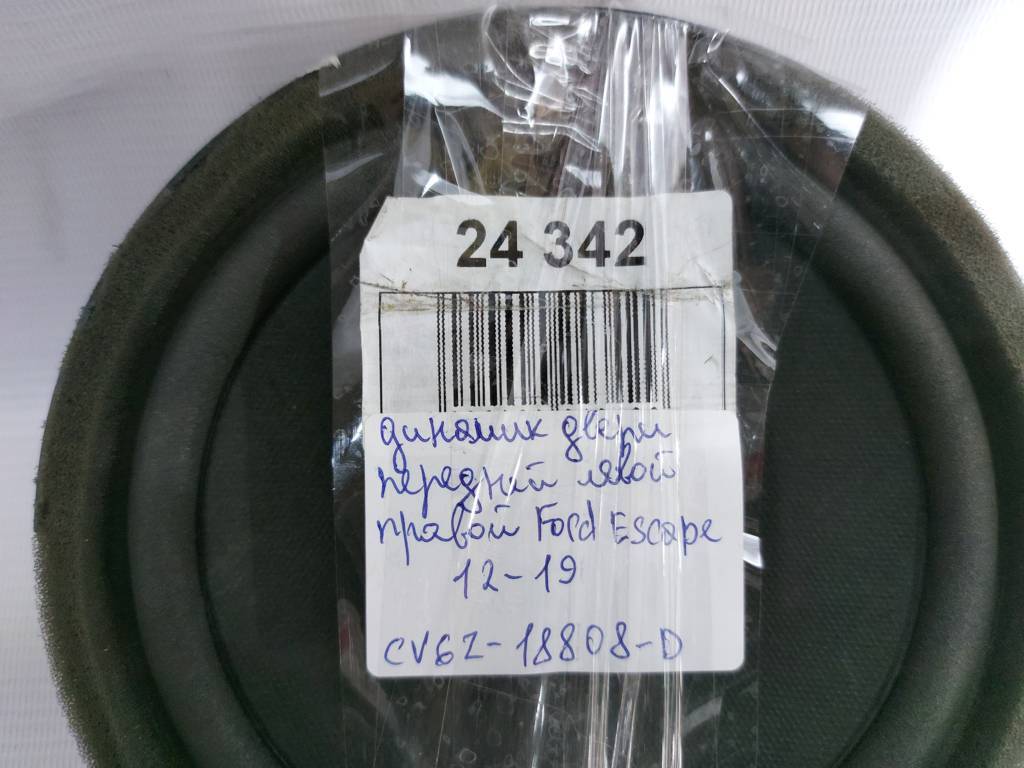 24 342
динамик двери
передний левой
правой Ford Escape
12-19
CV6Z-18808-D